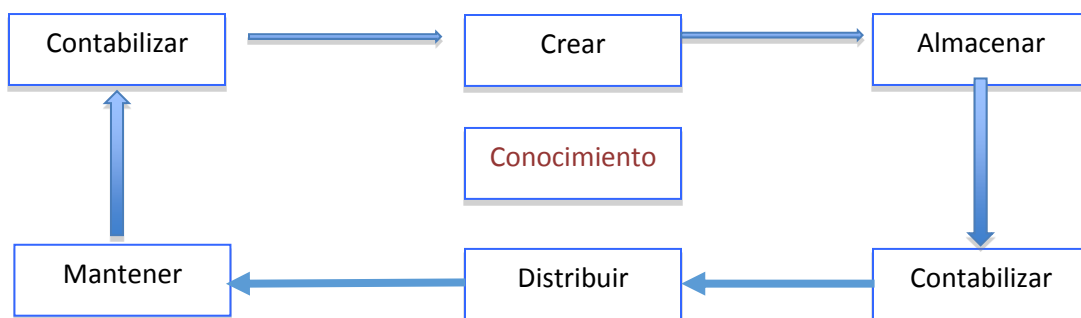 Contabilizar
Crear
Almacenar
Conocimiento
Mantener
Distribuir
Contabilizar